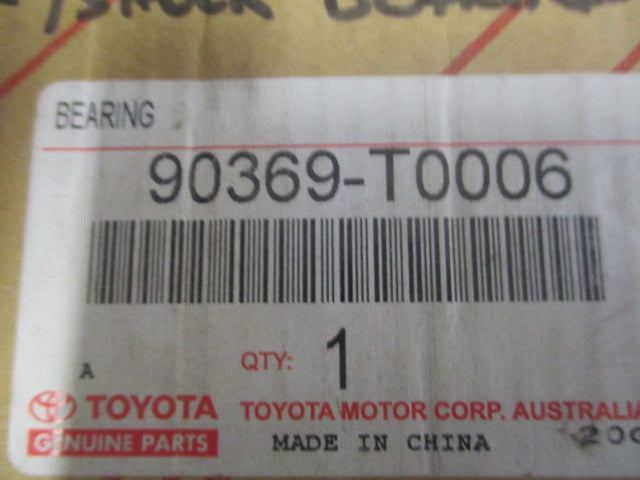 BEARING
90369-T0006
A
QTY: 1
TOYOTA
GENUINE PARTS
TOYOTA MOTOR CORP. AUSTRALIA
MADE IN CHINA